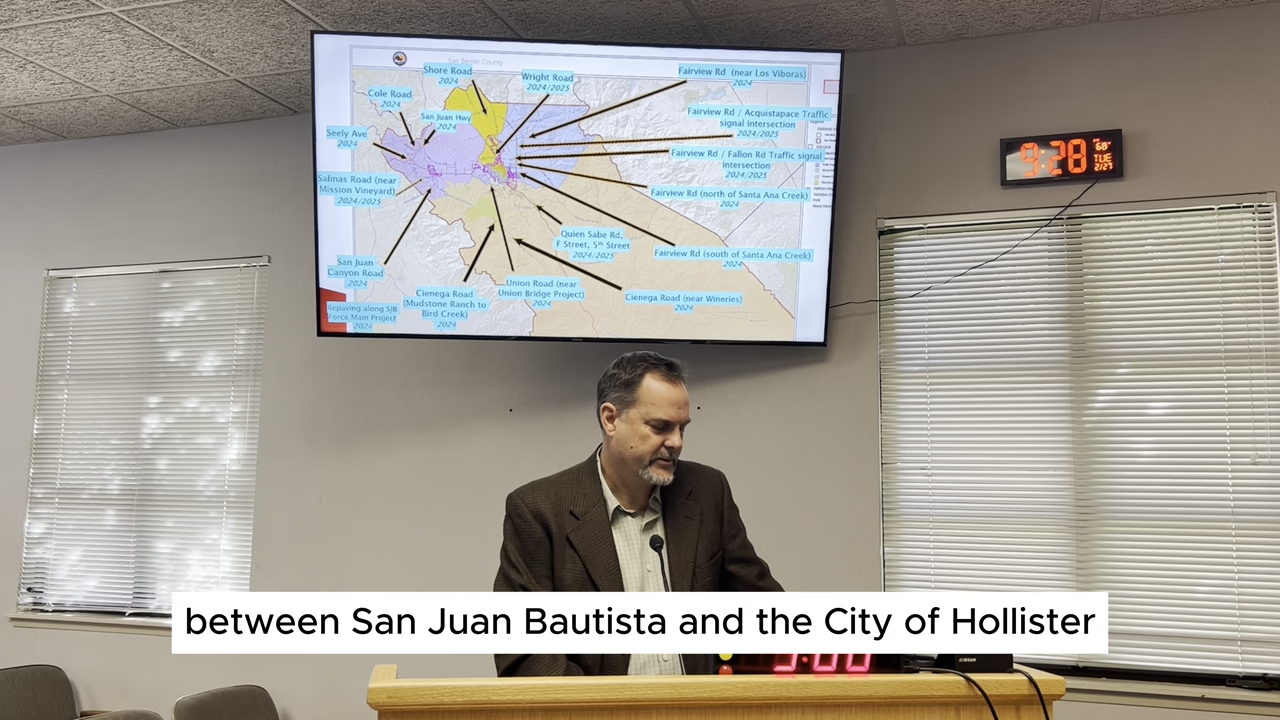 San Benito County
Shore Road
2024
Wright Road
2024/2025
Fairview Rd (near Los Viboras)
2024
Cole Road
2024
San Juan Hwy
2024
Fairview Rd / Acquistapace Traffic
signal intersection
2024/2025
Seely Ave
2024
Fairview Rd / Fallon Rd Traffic signal
intersection
2024/2025
Salinas Road (near
Mission Vineyard)
2024/2025
Fairview Rd (north of Santa Ana Creek)
2024
Quien Sabe Rd,
F Street, 5th Street
2024/2025
Fairview Rd (south of Santa Ana Creek)
2024
San Juan
Canyon Road
2024
Cienega Road
(Mudstone Ranch to
Bird Creek)
2024
Union Road (near
Union Bridge Project)
2024
Cienega Road (near Wineries)
2024
Repaving along SJB
Force Main Project
2024
9:28
68°
TUE
2/27
between San Juan Bautista and the City of Hollister
3:00